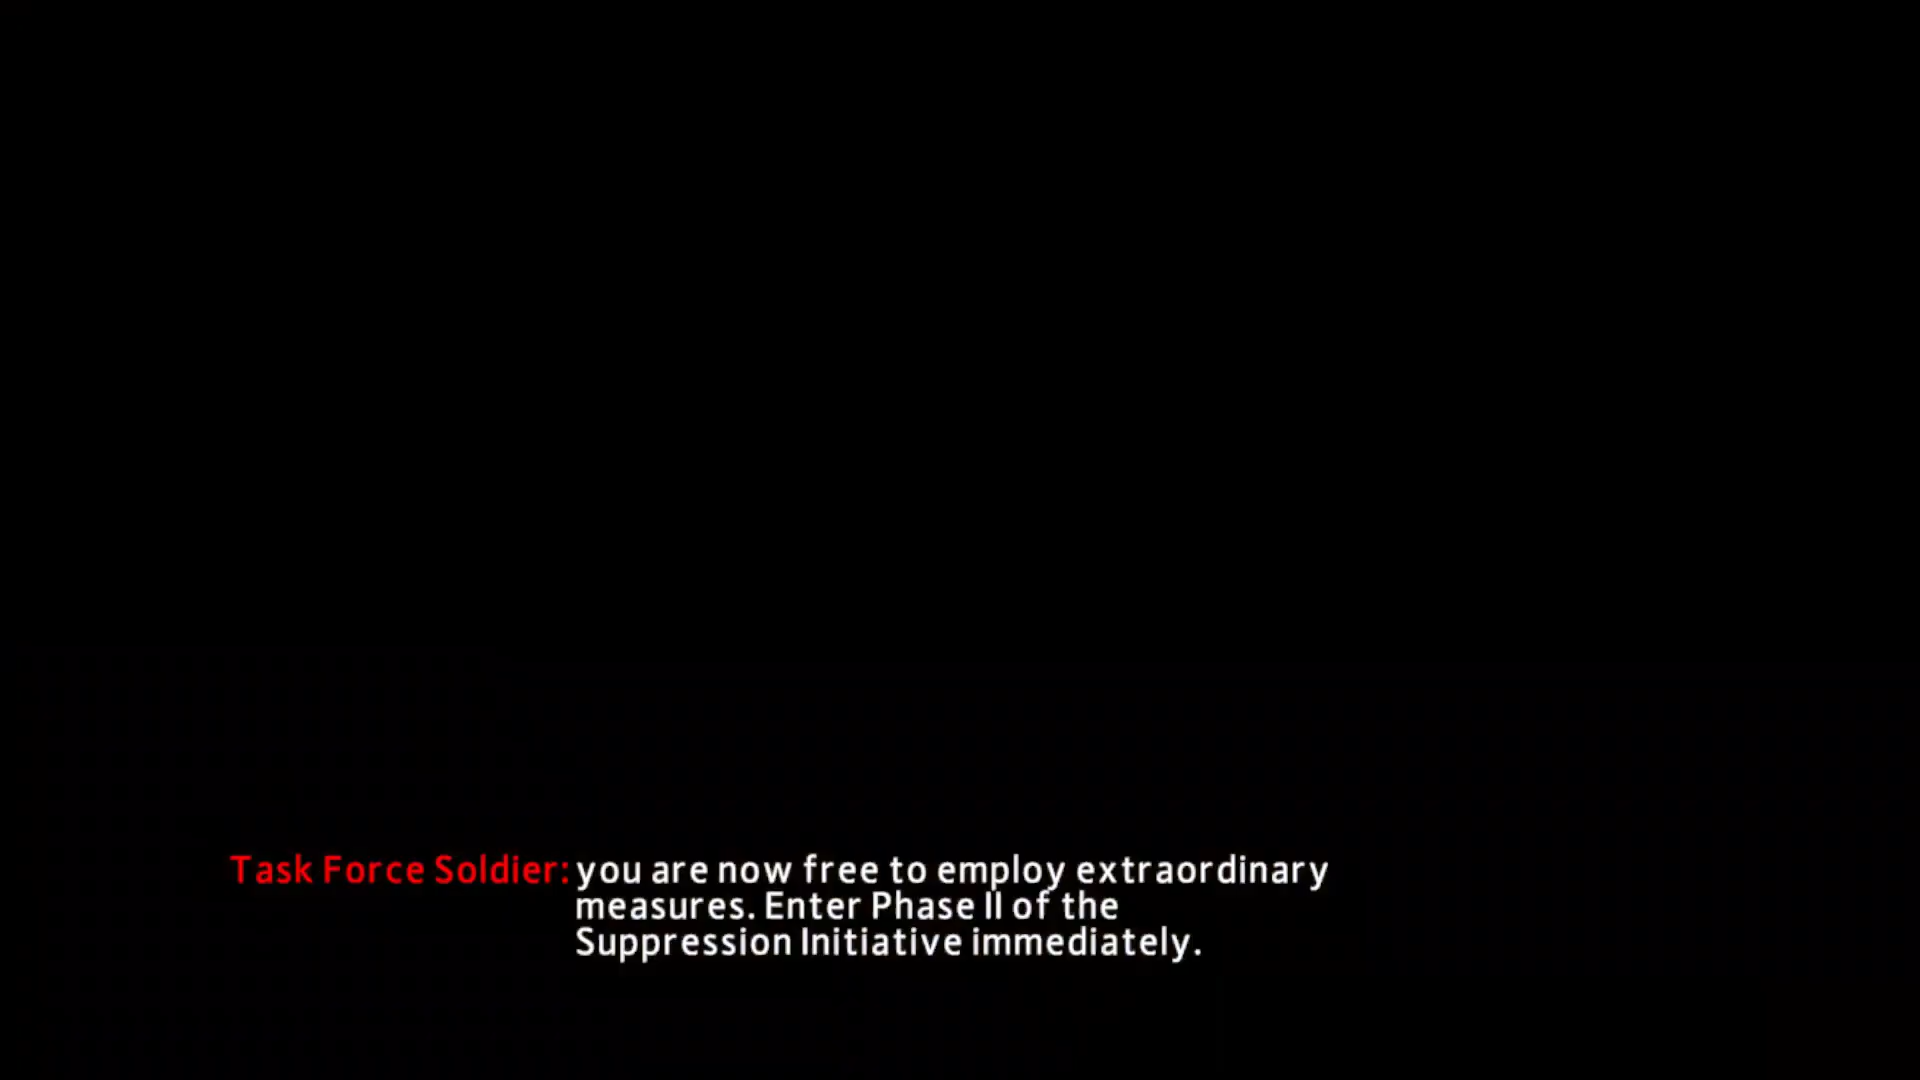 Task Force Soldier: you are now free to employ extraordinary
measures. Enter Phase II of the
Suppression Initiative immediately.